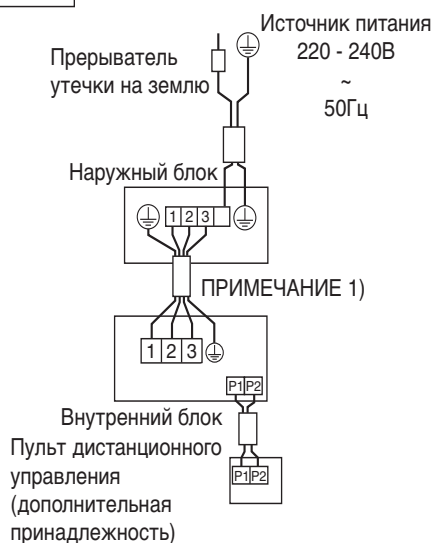 Источник питания
220 - 240В
~
50Гц
Прерыватель
утечки на землю
Наружный блок
1 2 3
ПРИМЕЧАНИЕ 1)
1 2 3
P1 P2
Внутренний блок
Пульт дистанционного
управления
(дополнительная
принадлежность)
P1 P2